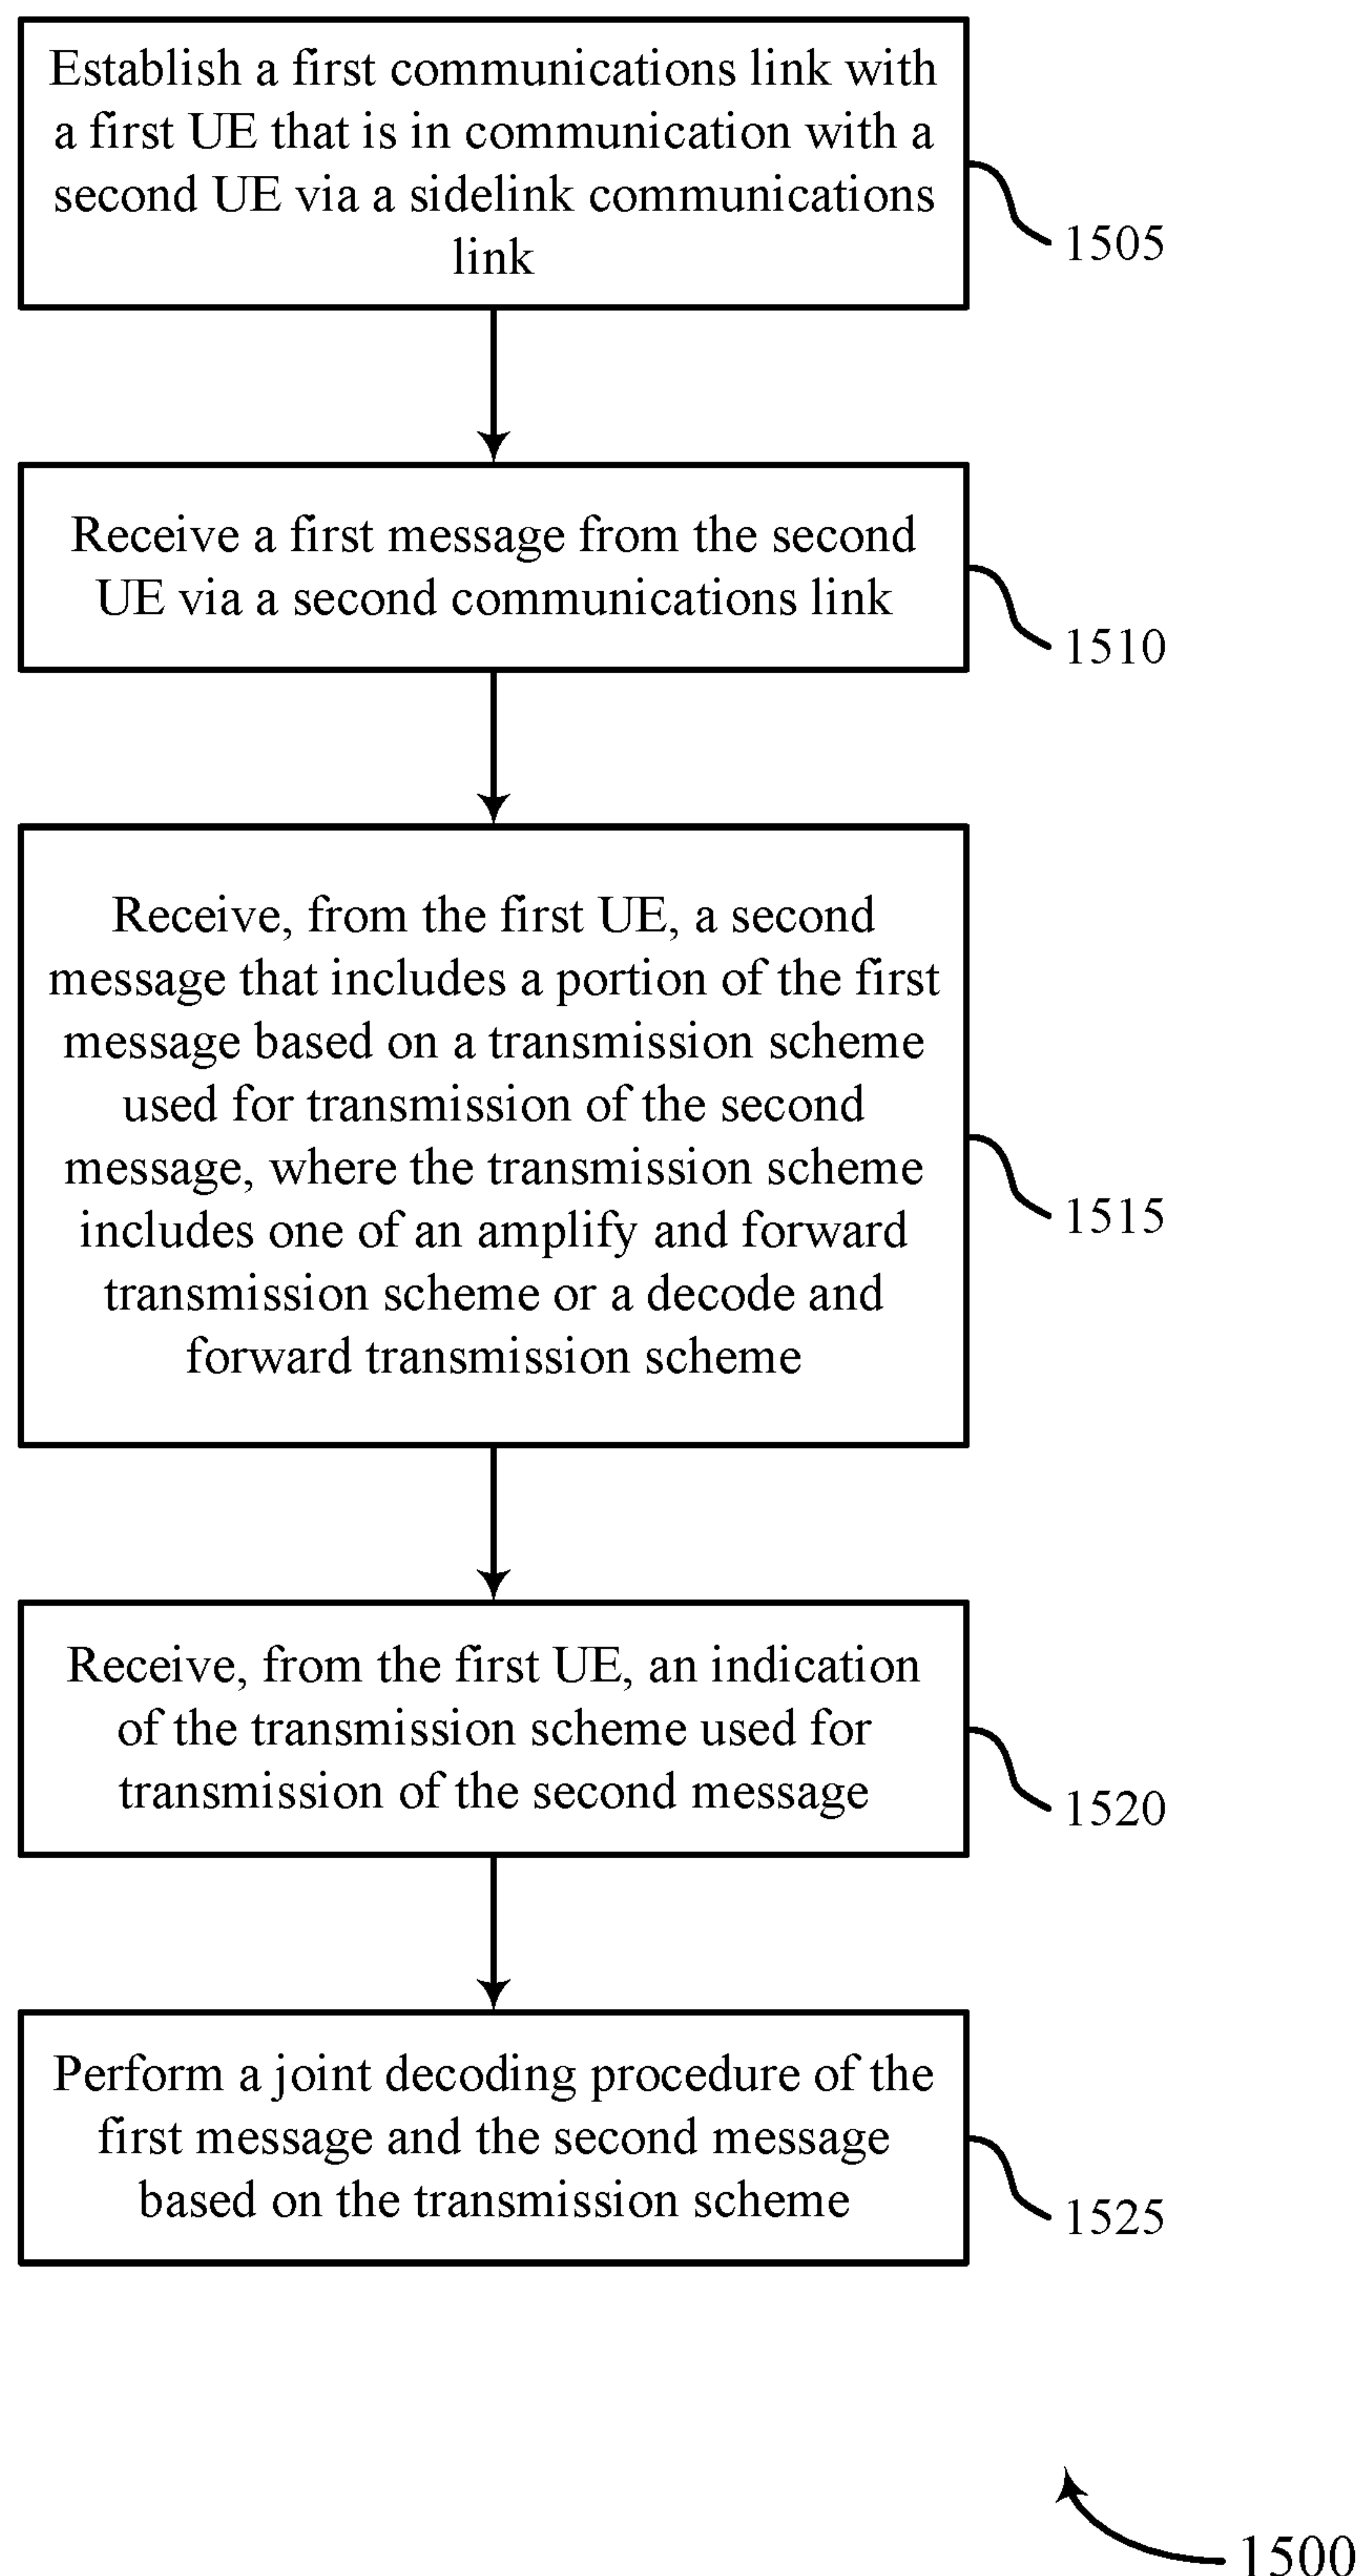 Establish a first communications link with
a first UE that is in communication with a
second UE via a sidelink communications
link
1505
Receive a first message from the second
UE via a second communications link
1510
Receive, from the first UE, a second
message that includes a portion of the first
message based on a transmission scheme
used for transmission of the second
message, where the transmission scheme
includes one of an amplify and forward
transmission scheme or a decode and
forward transmission scheme
1515
Receive, from the first UE, an indication
of the transmission scheme used for
transmission of the second message
1520
Perform a joint decoding procedure of the
first message and the second message
based on the transmission scheme
1525
1500